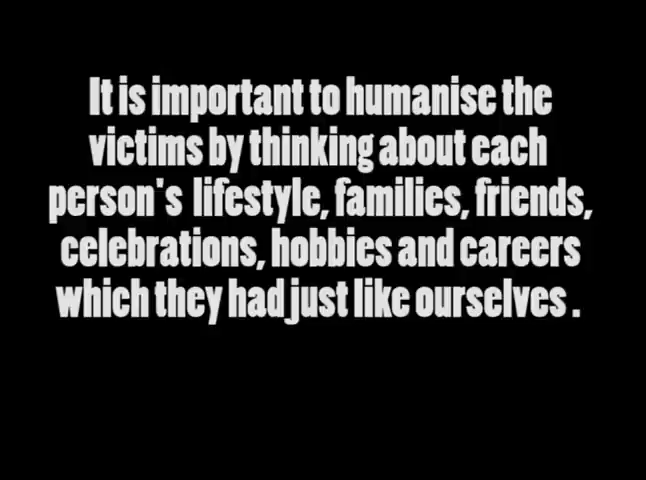 It is important to humanise the
victims by thinking about each
person's lifestyle, families, friends,
celebrations, hobbies and careers
which they had just like ourselves .